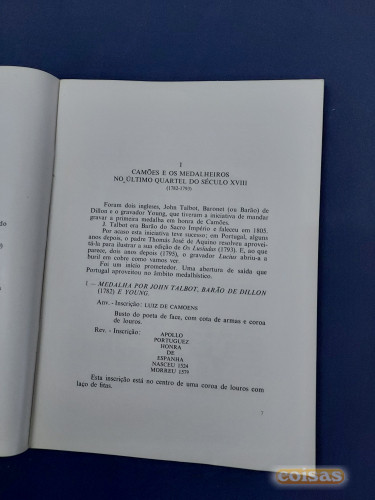 do
a
1
CAMÕES E OS MEDALHEIROS
NO ÚLTIMO QUARTEL DO SÉCULO XVIII
(1782-1793)
Foram dois ingleses, John Talbot, Baronet (ou Barão) de
Dillon e o gravador Young, que tiveram a iniciativa de mandar
gravar a primeira medalha em honra de Camões.
J. Talbot era Barão do Sacro Império e faleceu em 1805.
Por acaso esta iniciativa teve sucesso; em Portugal, alguns
anos depois, o padre Thomás José de Aquino resolveu aprovei-
tá-la para ilustrar a sua edição de Os Lusíadas (1793). E, ao que
parece, dois anos depois (1795), o gravador Lucius abriu-a a
buril em cobre como vamos ver.
Foi um início prometedor. Uma abertura de saída que
Portugal aproveitou no âmbito medalhístico.
1 — MEDALHA POR JOHN TALBOT, BARÃO DE DILLON
(1782) E YOUNG.
Anv. - Inscrição: LUIZ DE CAMOENS
Busto do poeta de face, com cota de armas e coroa
de louros.
Rev. - Inscrição: APOLLO
PORTUGUEZ
HONRA
DE
ESPANHA
NASCEU 1524
MORREU 1579
Esta inscrição está no centro de uma coroa de louros com
laço de fitas.
7
coisas